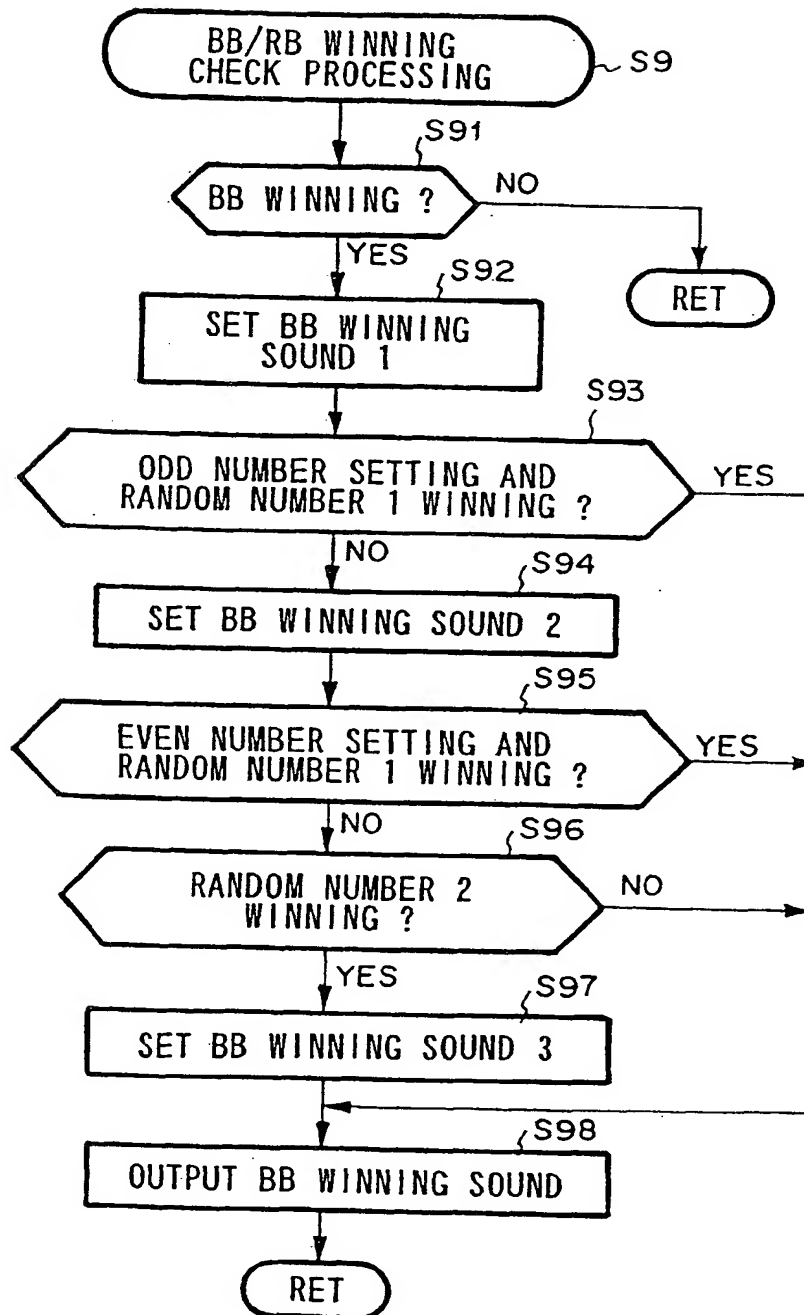 BB/RB WINNING
CHECK PROCESSING
S9
S91
BB WINNING ?
NO
YES
RET
S92
SET BB WINNING
SOUND 1
S93
ODD NUMBER SETTING AND
RANDOM NUMBER 1 WINNING ?
YES
NO
S94
SET BB WINNING SOUND 2
S95
EVEN NUMBER SETTING AND
RANDOM NUMBER 1 WINNING ?
YES
NO
S96
RANDOM NUMBER 2
WINNING ?
NO
YES
S97
SET BB WINNING SOUND 3
S98
OUTPUT BB WINNING SOUND
RET